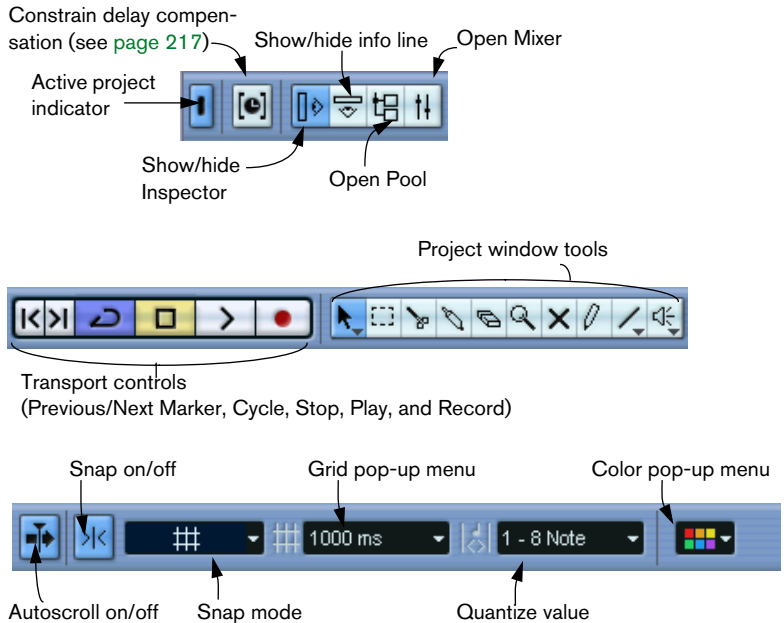 Constrain delay compen-
sation (see page 217)
Show/hide info line
Open Mixer
Active project
indicator
Show/hide
Inspector
Open Pool
Project window tools
Transport controls
(Previous/Next Marker, Cycle, Stop, Play, and Record)
Snap on/off
Grid pop-up menu
Color pop-up menu
1000 ms
1 - 8 Note
Autoscroll on/off
Snap mode
Quantize value